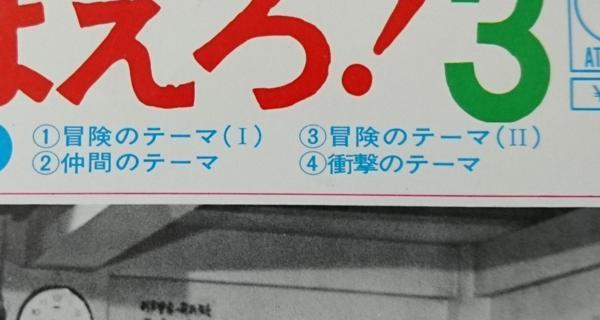 えろ! 3
AT
¥
①冒険のテーマ(I) ③冒険のテーマ(II)
②仲間のテーマ ④衝撃のテーマ